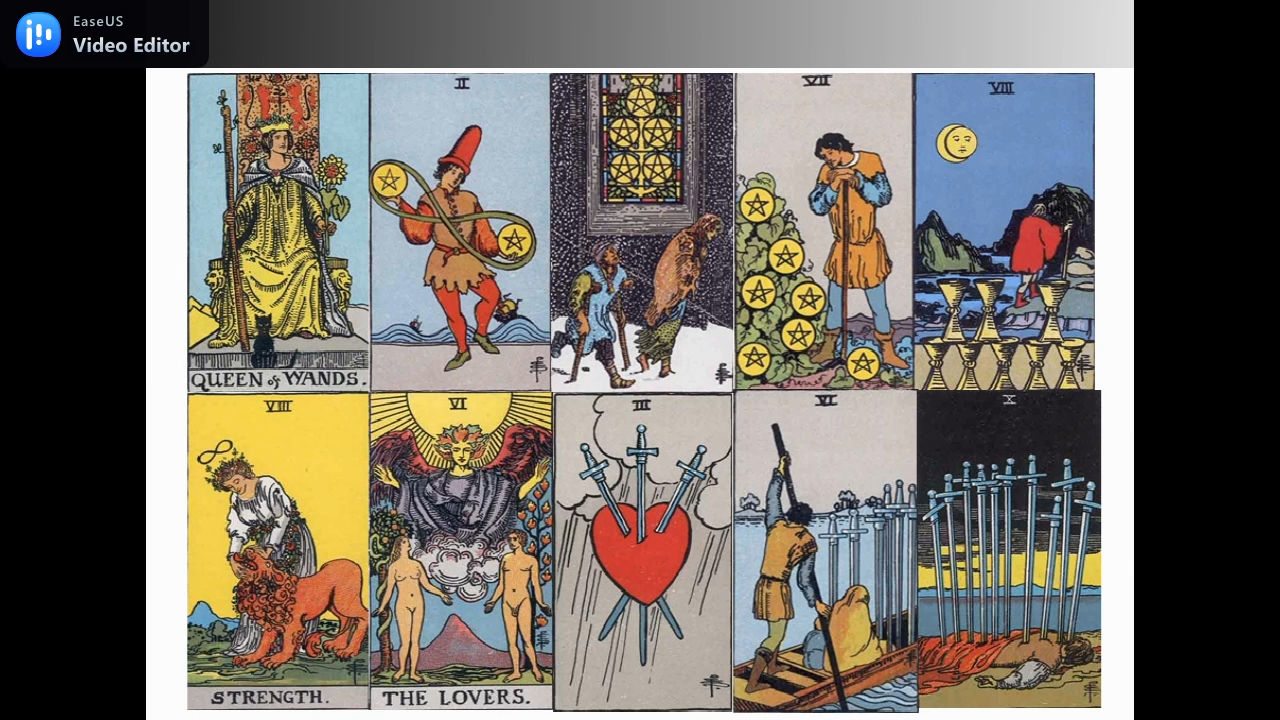 EaseUS
Video Editor
II
VII
VIII
QUEEN of WANDS.
VIII
VI
III
VI
X
STRENGTH.
THE LOVERS.